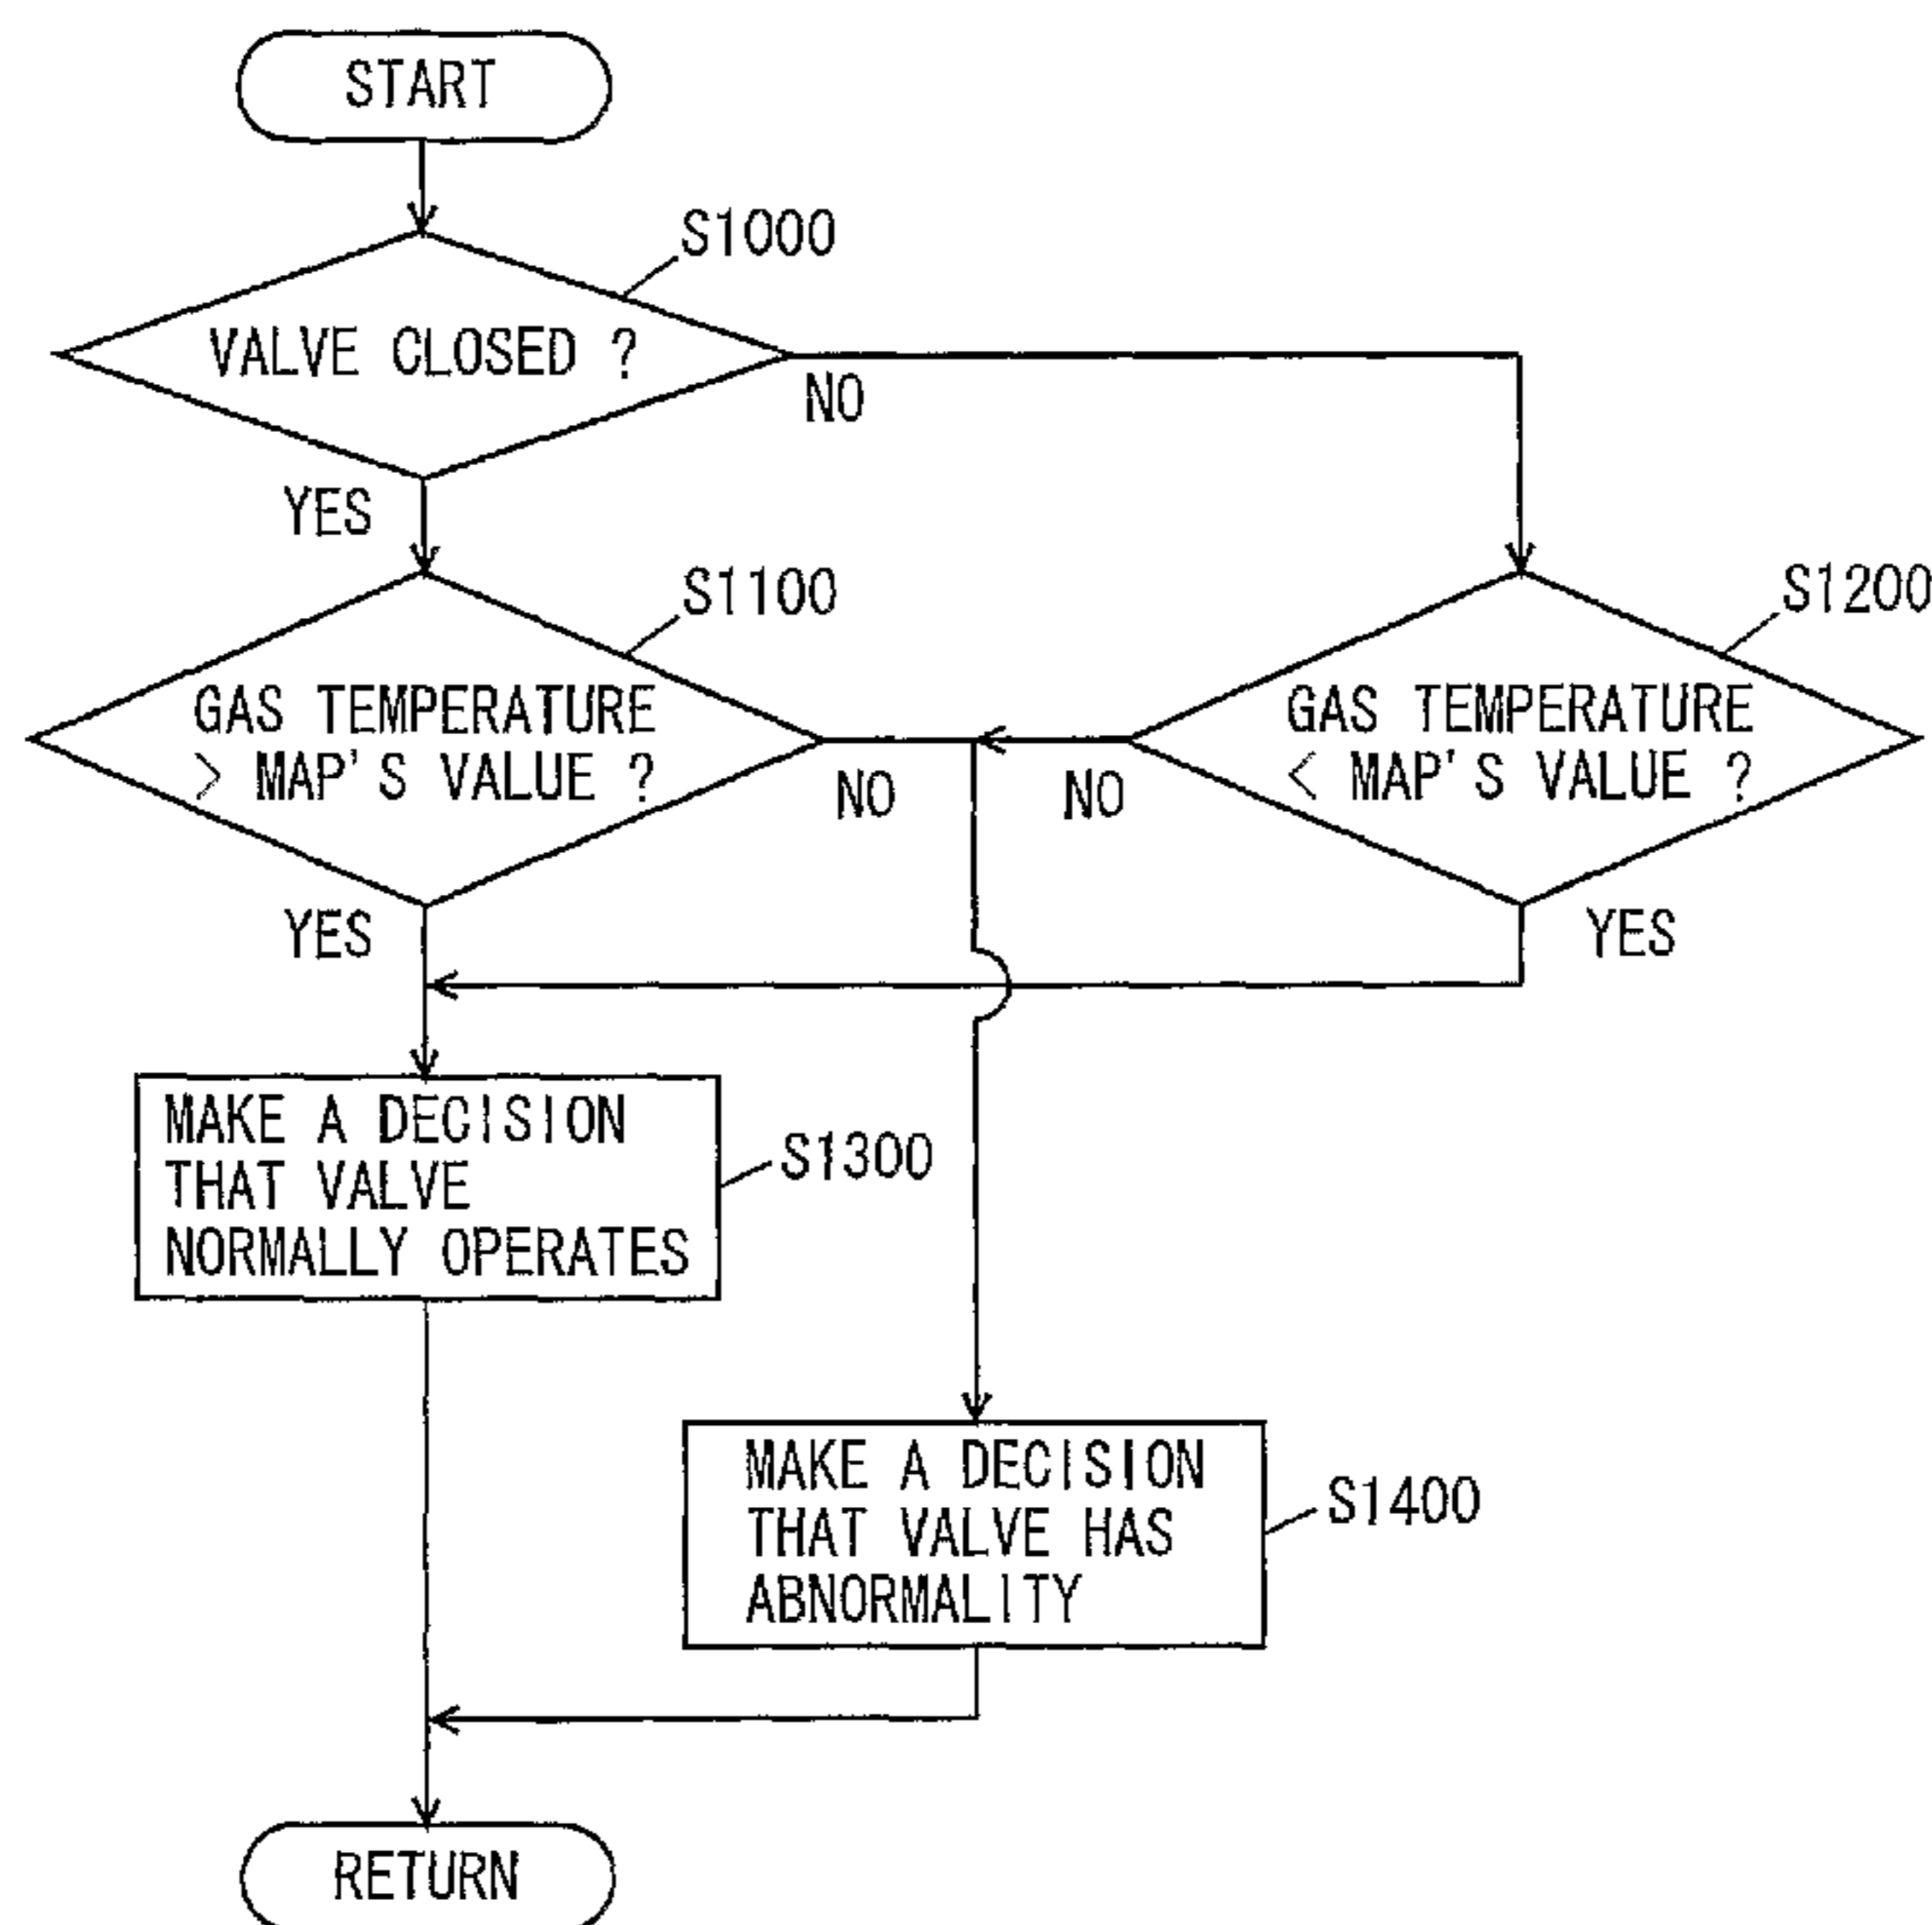 START
S1000
VALVE CLOSED ?
NO
YES
S1100
S1200
GAS TEMPERATURE
> MAP'S VALUE ?
GAS TEMPERATURE
< MAP'S VALUE ?
NO
NO
YES
YES
MAKE A DECISION
THAT VALVE
NORMALLY OPERATES
S1300
MAKE A DECISION
THAT VALVE HAS
ABNORMALITY
S1400
RETURN